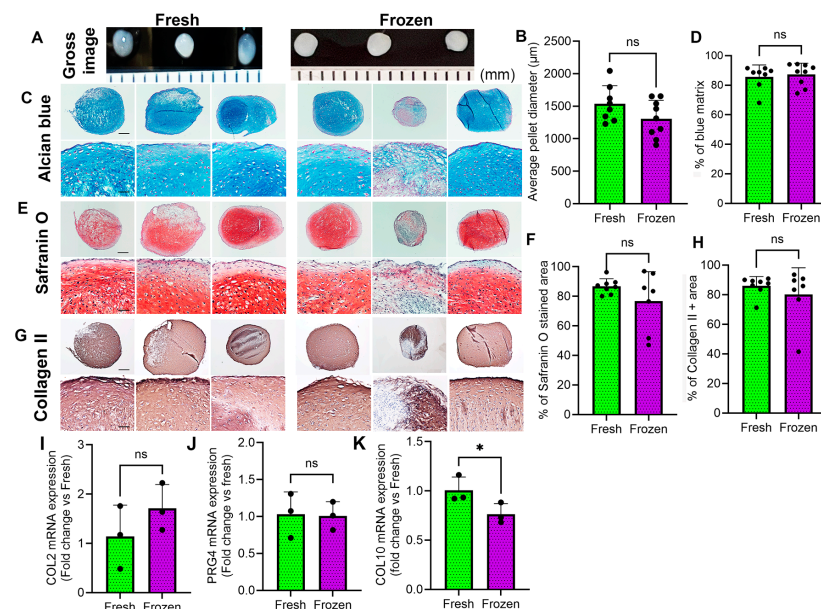 Fresh
Frozen
A
Gross
image
(mm)
C
Alcian blue
E
Safranin O
G
Collagen II
B
ns
Average pellet diameter (μm)
2500
2000
1500
1000
500
0
Fresh
Frozen
D
ns
% of blue matrix
100
80
60
40
20
0
Fresh
Frozen
F
ns
% of Safranin O stained area
100
80
60
40
20
0
Fresh
Frozen
H
ns
% of Collagen II + area
100
80
60
40
20
0
Fresh
Frozen
I
ns
COL2 mRNA expression
(Fold change vs Fresh)
3
2
1
0
Fresh
Frozen
J
ns
PRG4 mRNA expression
(Fold change vs fresh)
2.0
1.5
1.0
0.5
0.0
Fresh
Frozen
K
*
COL10 mRNA expression
(fold change vs Fresh)
1.5
1.0
0.5
0.0
Fresh
Frozen